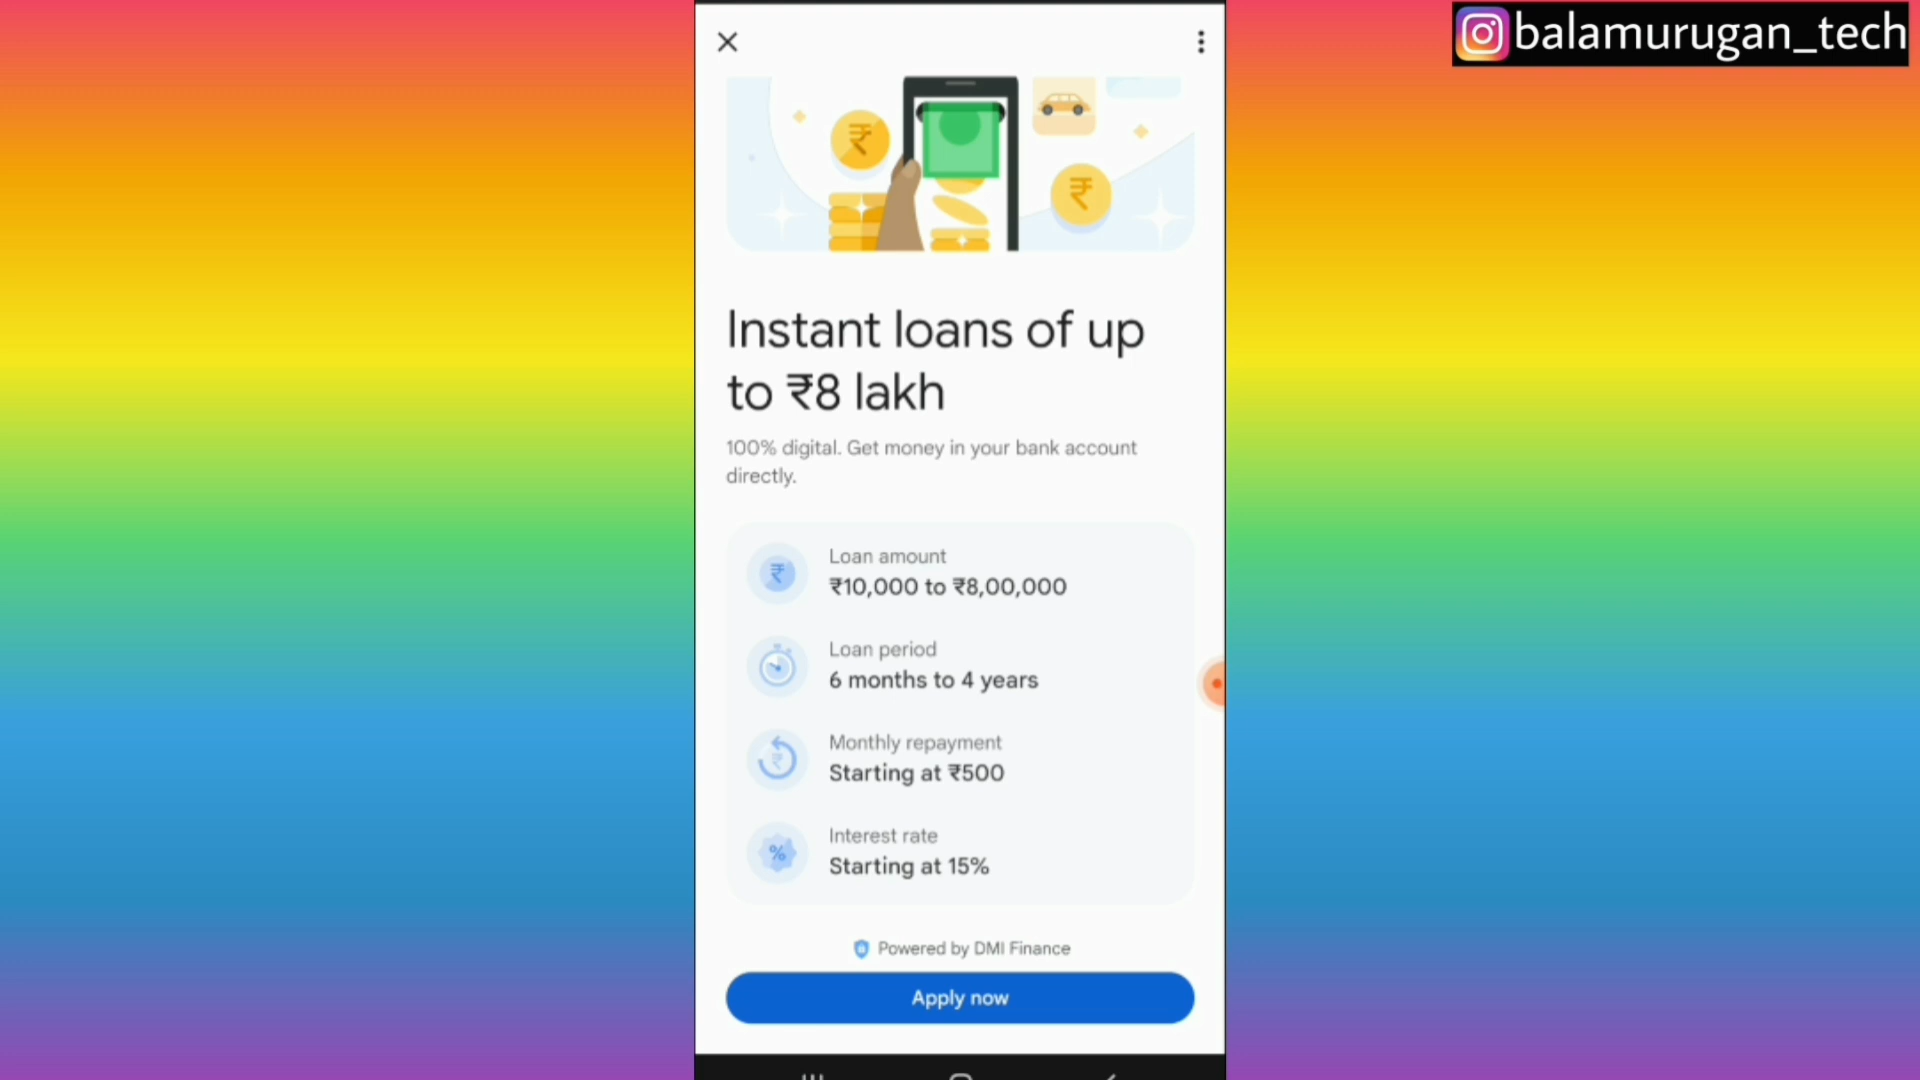 balamurugan_tech
Instant loans of up
to ₹8 lakh
100% digital. Get money in your bank account
directly.
₹
Loan amount
₹10,000 to ₹8,00,000
Loan period
6 months to 4 years
₹
Monthly repayment
Starting at ₹500
%
Interest rate
Starting at 15%
Powered by DMI Finance
Apply now